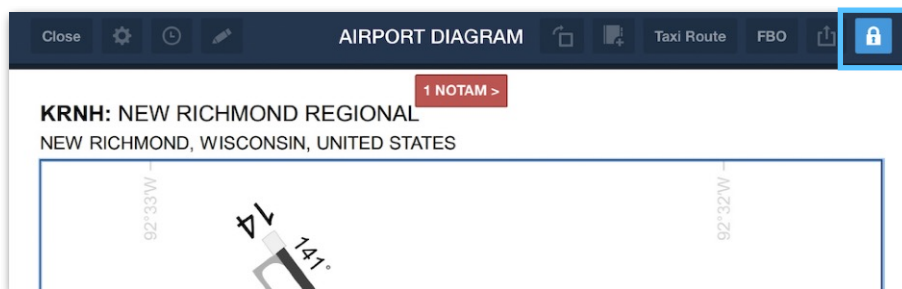 Close AIRPORT DIAGRAM Taxi Route FBO
1 NOTAM >
KRNH: NEW RICHMOND REGIONAL
NEW RICHMOND, WISCONSIN, UNITED STATES
92°33'W
92°32'W
14
141°